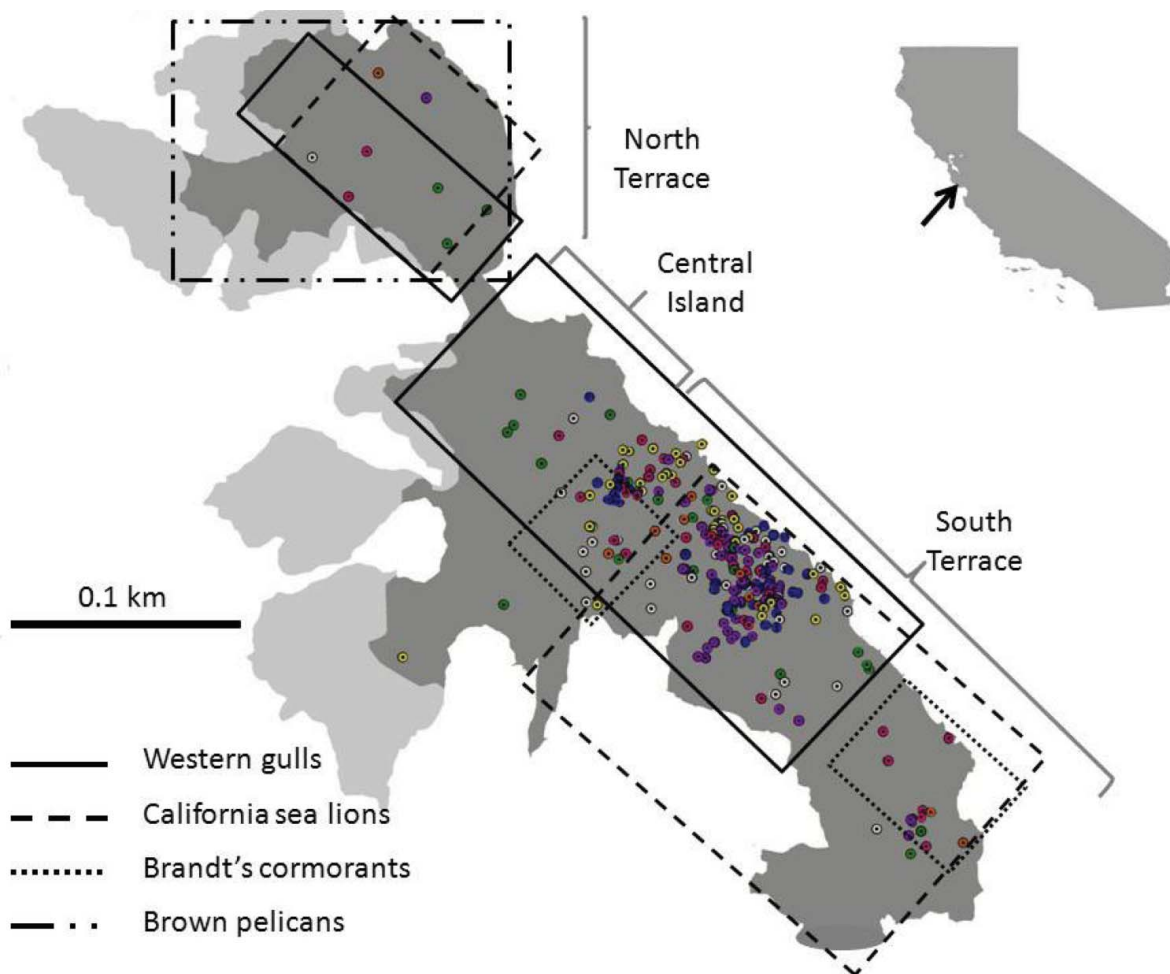 North
Terrace
Central
Island
South
Terrace
0.1 km
Western gulls
California sea lions
Brandt's cormorants
Brown pelicans